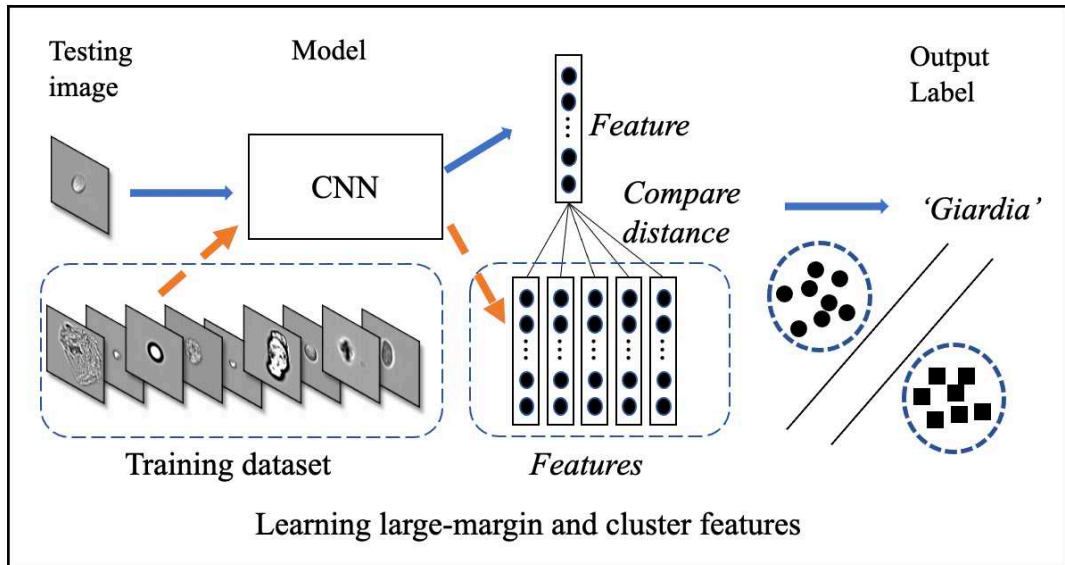 Testing
image
Model
Output
Label
CNN
Feature
Compare
distance
‘Giardia’
Training dataset
Features
Learning large-margin and cluster features